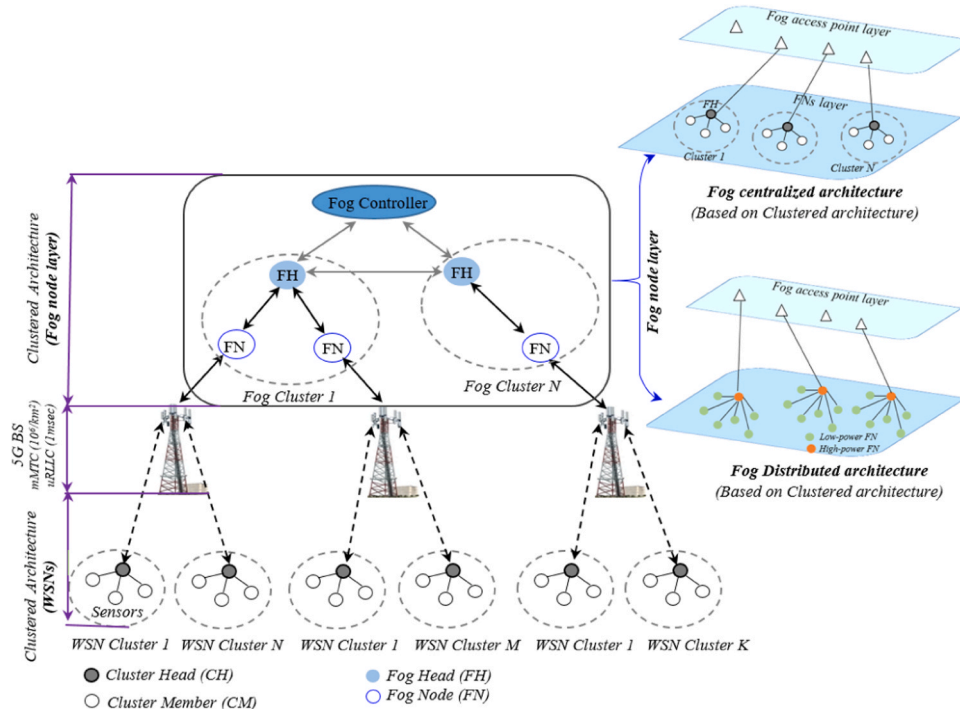 Fog access point layer
FH
FNs layer
Cluster 1
Cluster N
Fog centralized architecture
(Based on Clustered architecture)
Clustered Architecture
(Fog node layer)
Fog Controller
FH
FH
FN
FN
FN
Fog Cluster 1
Fog Cluster N
Fog node layer
Fog access point layer
Low-power FN
High-power FN
Fog Distributed architecture
(Based on Clustered architecture)
5G BS
mMTC (10⁶/km²)
uRLLC (1msec)
Clustered Architecture
(WSNs)
Sensors
WSN Cluster 1
WSN Cluster N
WSN Cluster 1
WSN Cluster M
WSN Cluster 1
WSN Cluster K
Cluster Head (CH)
Cluster Member (CM)
Fog Head (FH)
Fog Node (FN)